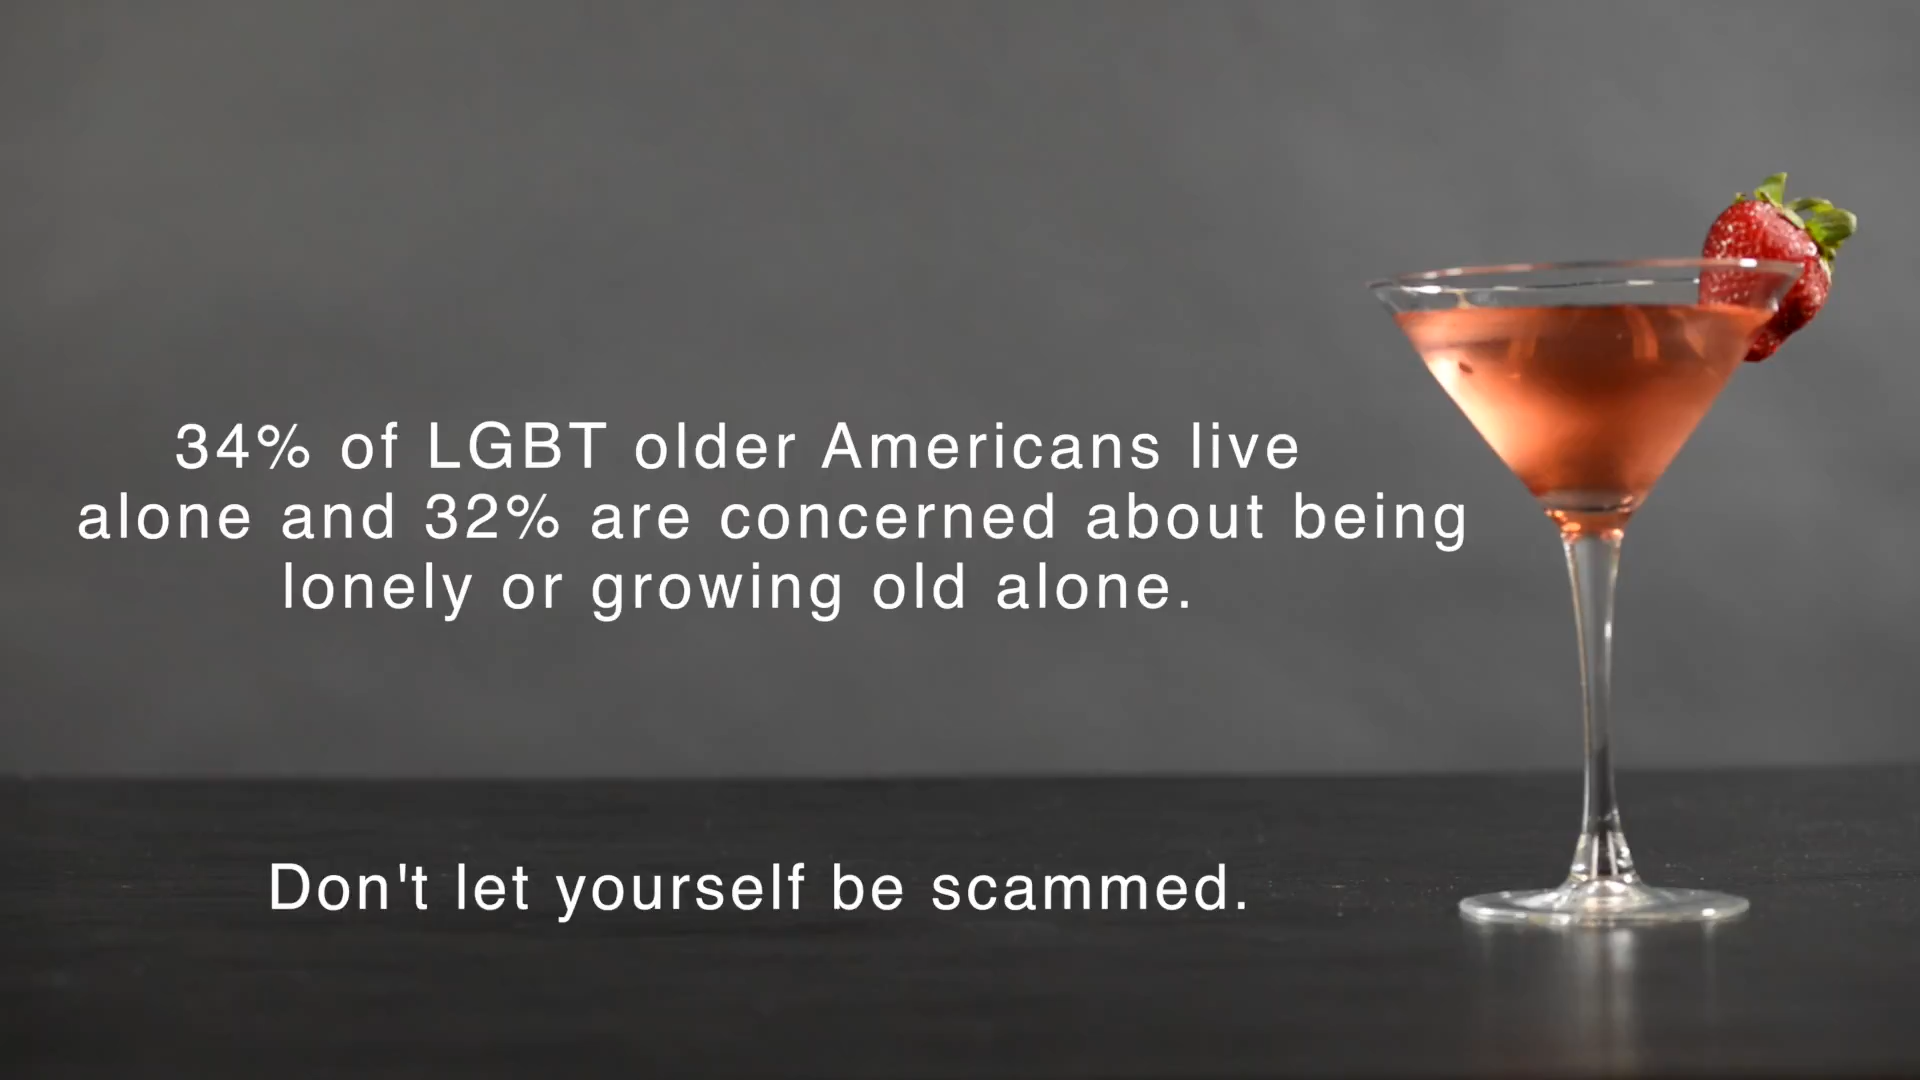 34% of LGBT older Americans live
alone and 32% are concerned about being
lonely or growing old alone.
Don't let yourself be scammed.